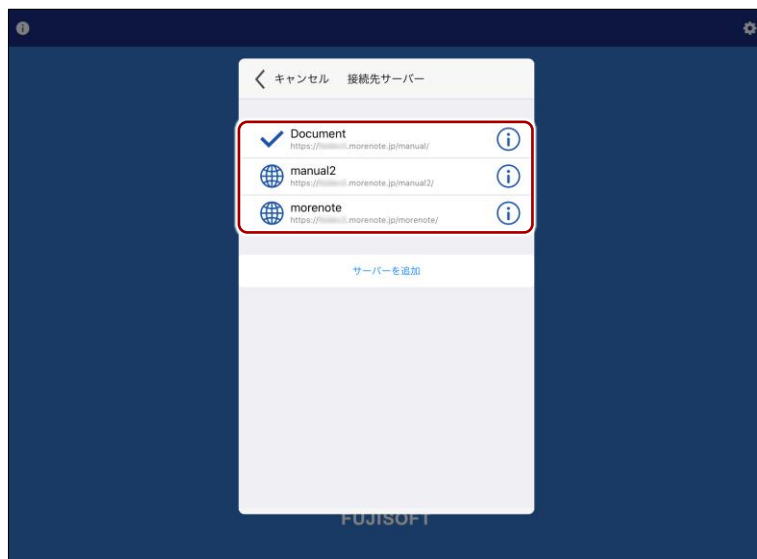 キャンセル 接続先サーバー
Document
https:// .morenote.jp/manual/
manual2
https:// .morenote.jp/manual2/
morenote
https:// .morenote.jp/morenote/
サーバーを追加
FUJISOFT